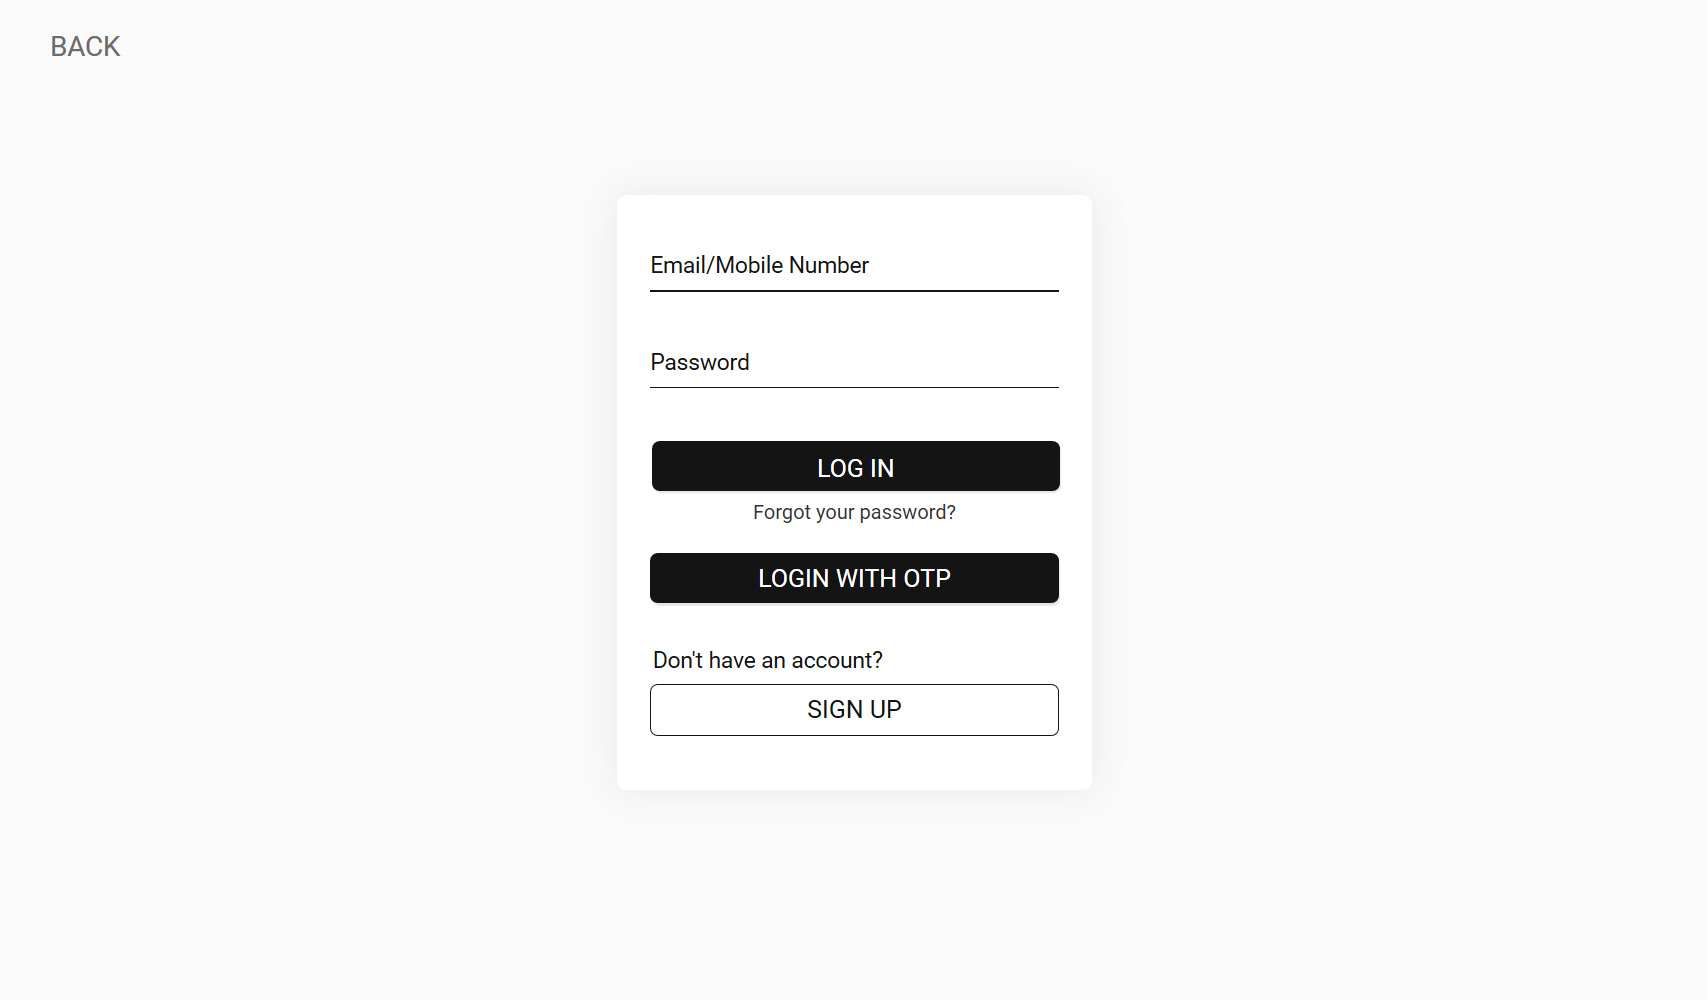 BACK
Email/Mobile Number
Password
LOG IN
Forgot your password?
LOGIN WITH OTP
Don't have an account?
SIGN UP